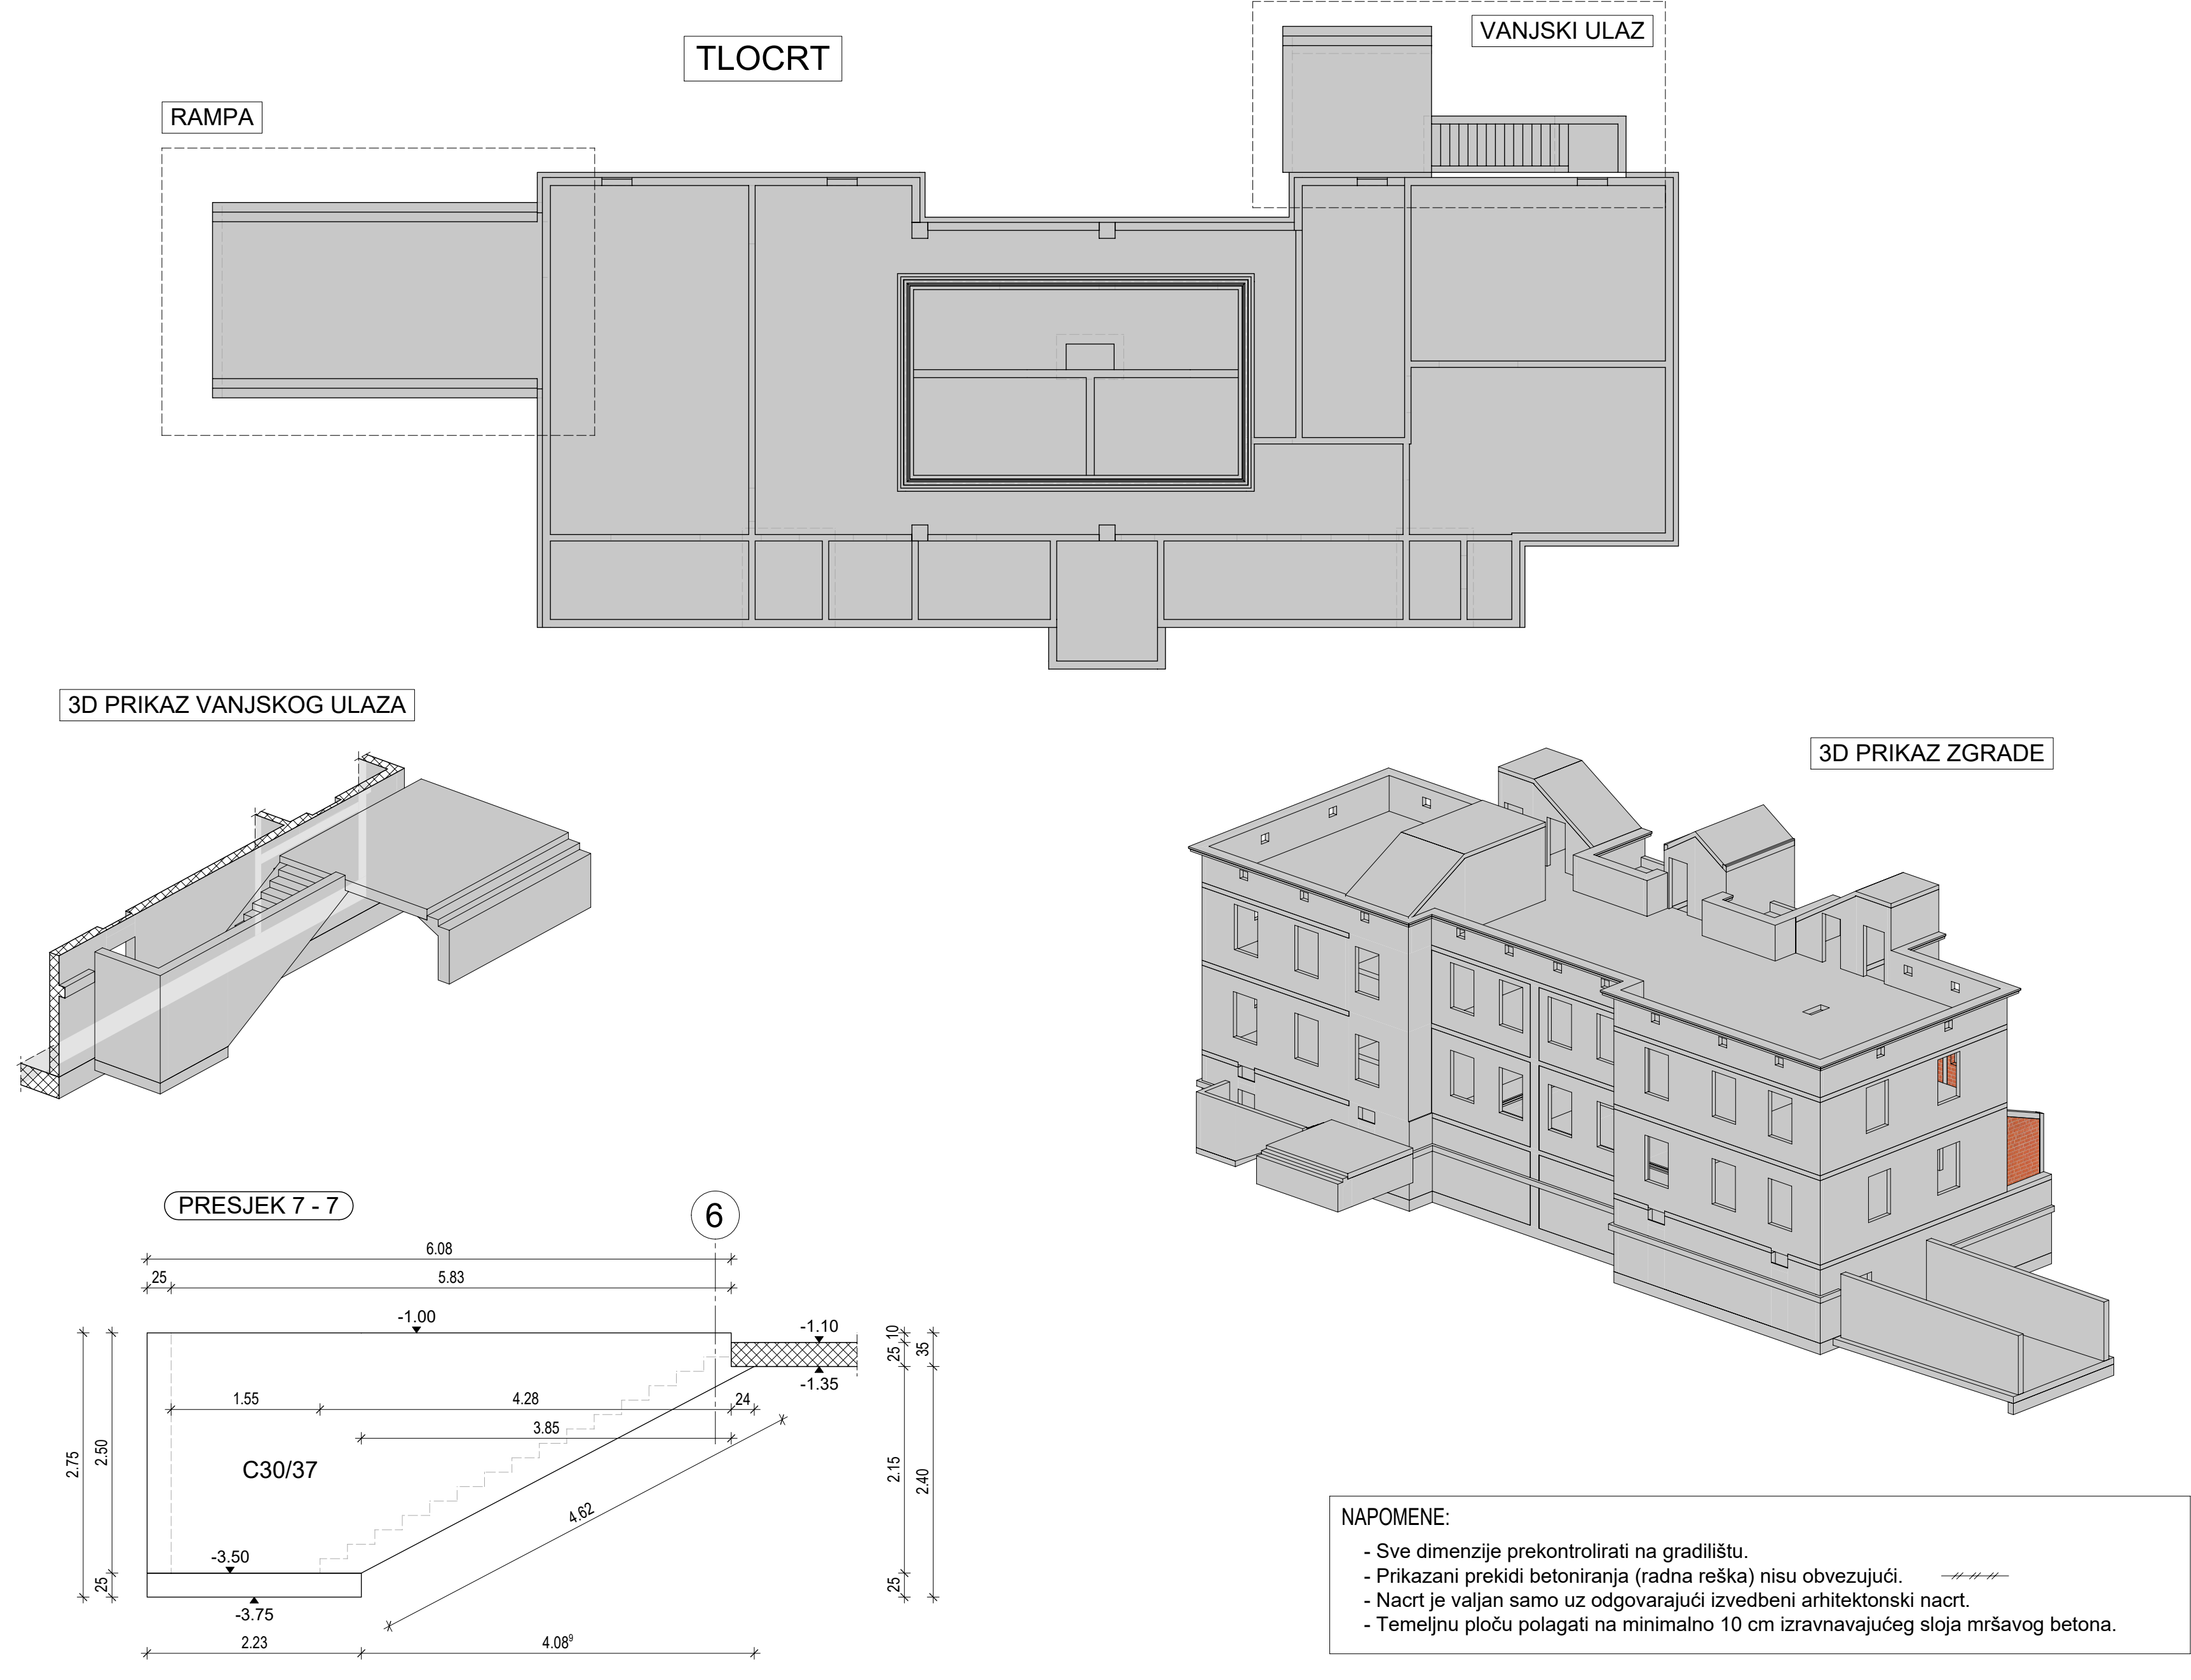 TLOCRT
VANJSKI ULAZ
RAMPA
3D PRIKAZ VANJSKOG ULAZA
3D PRIKAZ ZGRADE
PRESJEK 7 - 7
6
6.08
25
5.83
-1.00
-1.10
-1.35
10
25
35
1.55
4.28
24
3.85
2.75
2.50
C30/37
2.15
2.40
4.62
-3.50
25
25
-3.75
2.23
4.08⁹
NAPOMENE:
- Sve dimenzije prekontrolirati na gradilištu.
- Prikazani prekidi betoniranja (radna reška) nisu obvezujući.
- Nacrt je valjan samo uz odgovarajući izvedbeni arhitektonski nacrt.
- Temeljnu ploču polagati na minimalno 10 cm izravnavajućeg sloja mršavog betona.